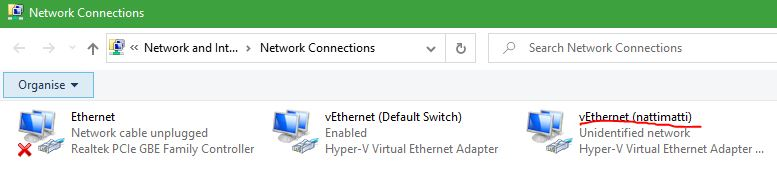 Network Connections
« Network and Int... > Network Connections
Search Network Connections
Organise
Ethernet
Network cable unplugged
Realtek PCIe GBE Family Controller
vEthernet (Default Switch)
Enabled
Hyper-V Virtual Ethernet Adapter
vEthernet (nattimatti)
Unidentified network
Hyper-V Virtual Ethernet Adapter